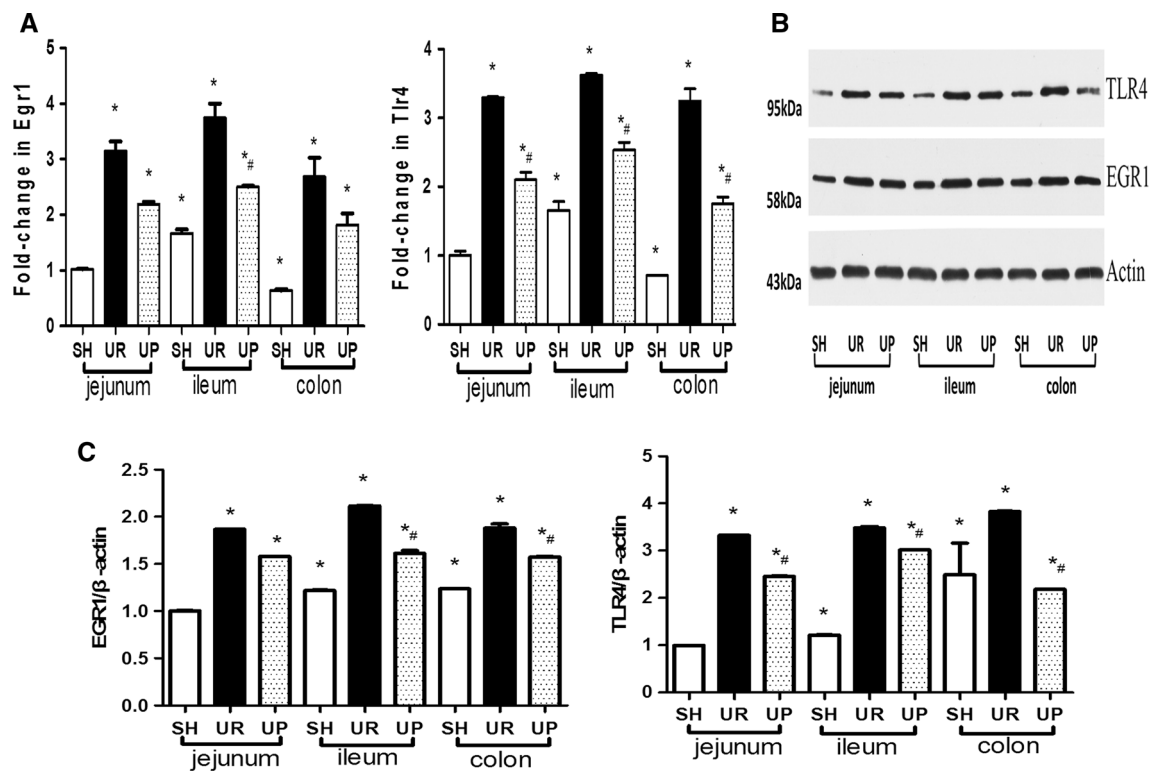 A
Fold-change in Egr1
5
4
3
2
1
0
*
*
*
*
*
*#
*
*
*
SH UR UP SH UR UP SH UR UP
jejunum ileum colon
Fold-change in Tlr4
4
3
2
1
0
*
*#
*
*
*#
*
*
*#
SH UR UP SH UR UP SH UR UP
jejunum ileum colon
B
95kDa TLR4
58kDa EGR1
43kDa Actin
SH UR UP SH UR UP SH UR UP
jejunum ileum colon
C
EGR1/β-actin
2.5
2.0
1.5
1.0
0.5
0.0
*
*
*
*
*#
*
*
*#
SH UR UP SH UR UP SH UR UP
jejunum ileum colon
TLR4/β-actin
5
4
3
2
1
0
*
*#
*
*
*#
*
*
*#
SH UR UP SH UR UP SH UR UP
jejunum ileum colon